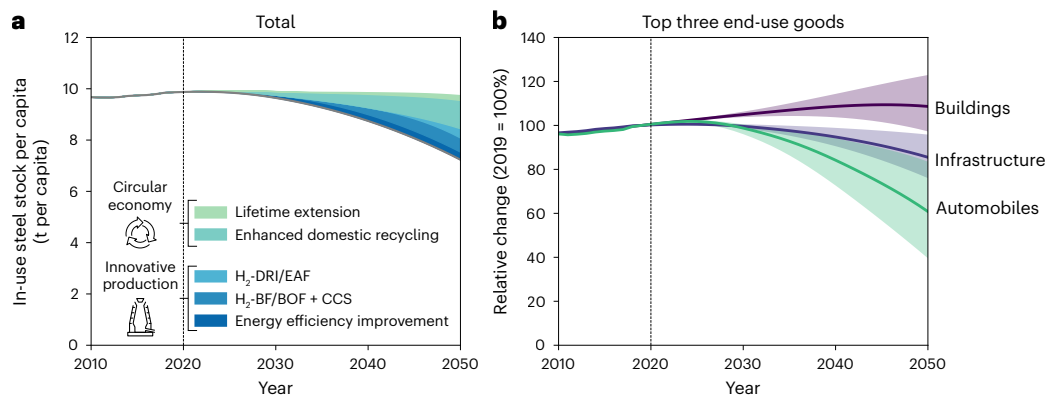 a
Total
12
10
8
6
4
2
0
In-use steel stock per capita
(t per capita)
Circular
economy
Lifetime extension
Enhanced domestic recycling
Innovative
production
H₂-DRI/EAF
H₂-BF/BOF + CCS
Energy efficiency improvement
2010
2020
2030
2040
2050
Year
b
Top three end-use goods
140
120
100
80
60
40
20
0
Relative change (2019 = 100%)
Buildings
Infrastructure
Automobiles
2010
2020
2030
2040
2050
Year